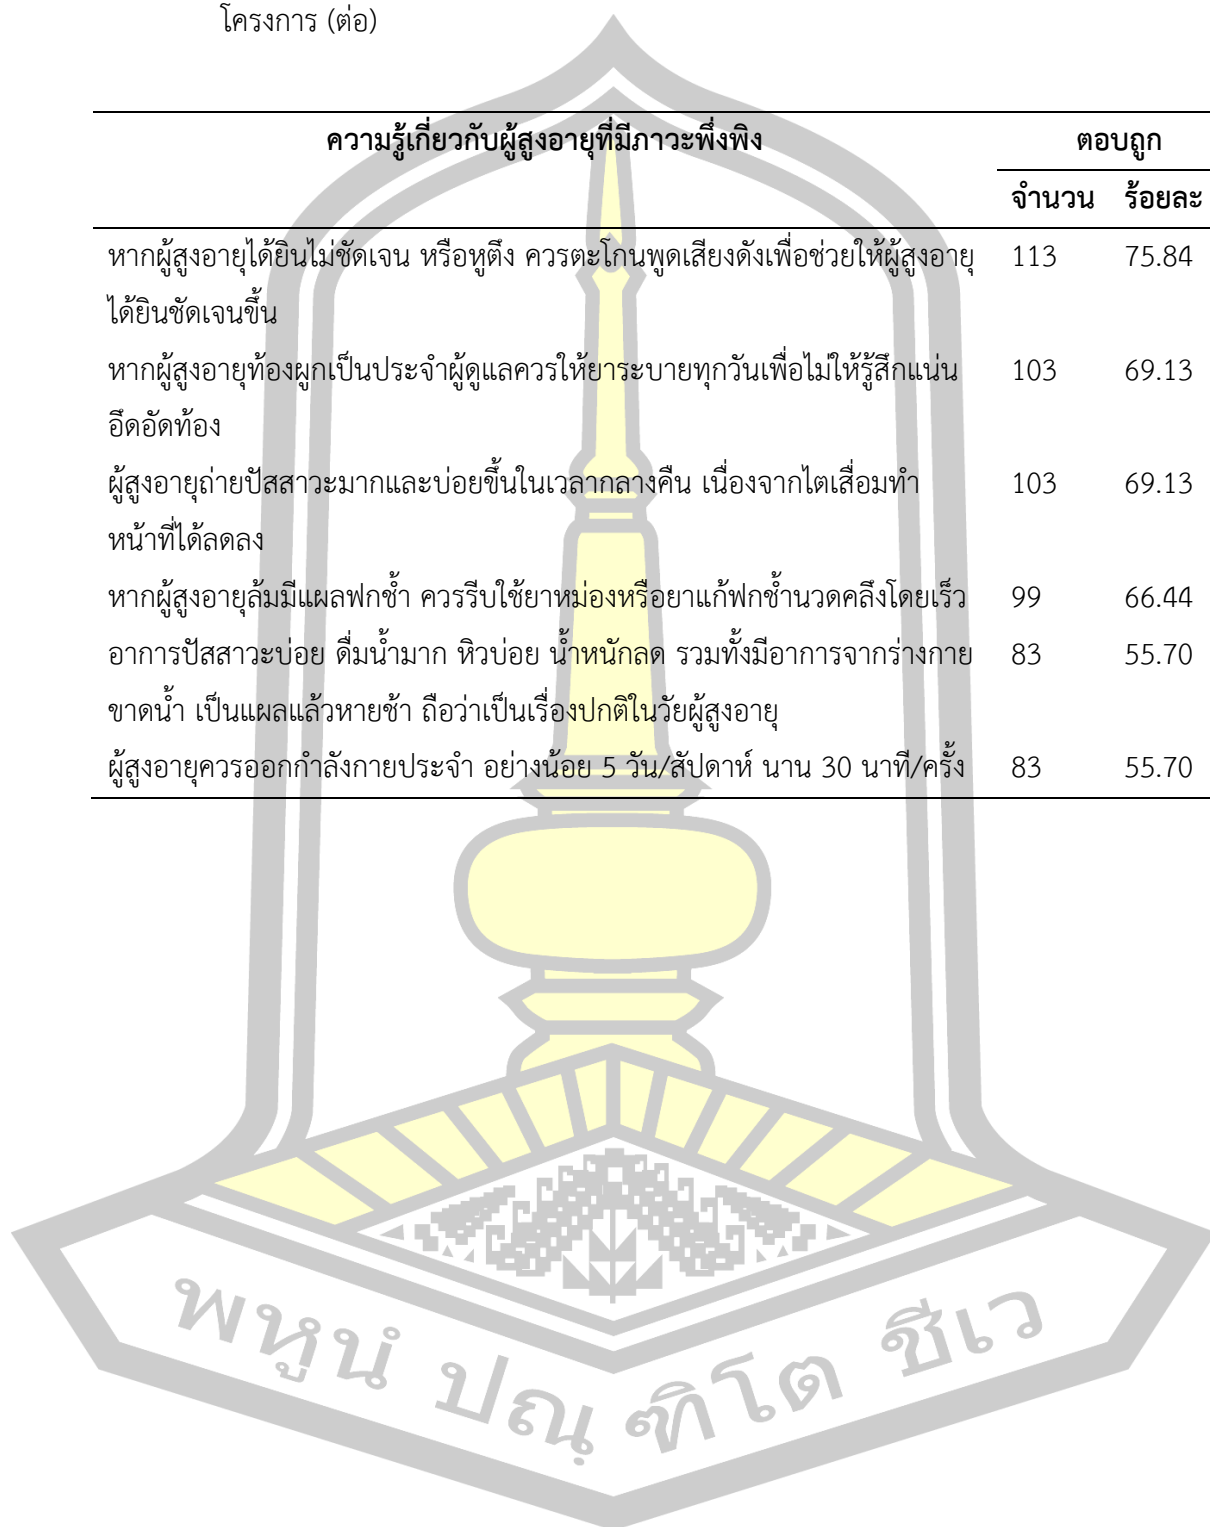 โครงการ (ต่อ)
ความรู้เกี่ยวกับผู้สูงอายุที่มีภาวะพึ่งพิง ตอบถูก
จำนวน ร้อยละ
หากผู้สูงอายุได้ยินไม่ชัดเจน หรือหูตึง ควรตะโกนพูดเสียงดังเพื่อช่วยให้ผู้สูงอายุ 113 75.84
ได้ยินชัดเจนขึ้น
หากผู้สูงอายุท้องผูกเป็นประจำผู้ดูแลควรให้ยาระบายทุกวันเพื่อไม่ให้รู้สึกแน่น 103 69.13
อึดอัดท้อง
ผู้สูงอายุถ่ายปัสสาวะมากและบ่อยขึ้นในเวลากลางคืน เนื่องจากไตเสื่อมทำ 103 69.13
หน้าที่ได้ลดลง
หากผู้สูงอายุล้มมีแผลฟกช้ำ ควรรีบใช้ยาหม่องหรือยาแก้ฟกช้ำนวดคลึงโดยเร็ว 99 66.44
อาการปัสสาวะบ่อย ดื่มน้ำมาก หิวบ่อย น้ำหนักลด รวมทั้งมีอาการจากร่างกาย 83 55.70
ขาดน้ำ เป็นแผลแล้วหายช้า ถือว่าเป็นเรื่องปกติในวัยผู้สูงอายุ
ผู้สูงอายุควรออกกำลังกายประจำ อย่างน้อย 5 วัน/สัปดาห์ นาน 30 นาที/ครั้ง 83 55.70
พหูนํ ปณฺฑิโต ชีเว